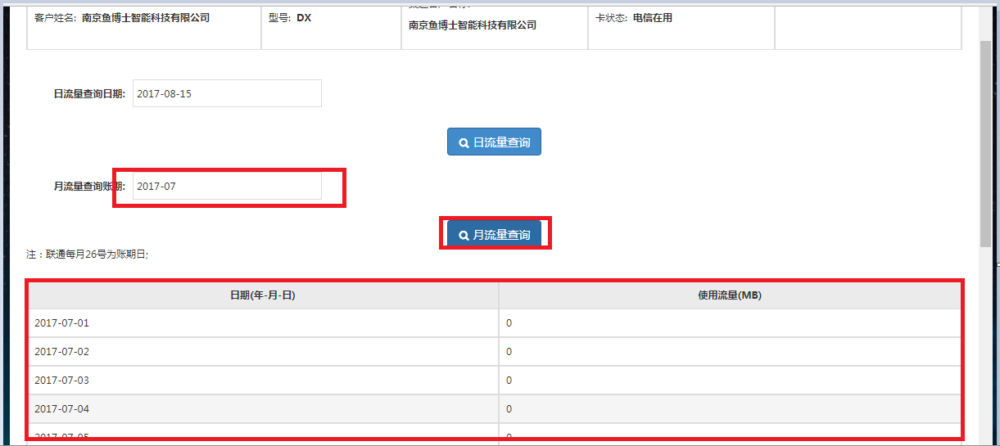 客户姓名: 南京鱼博士智能科技有限公司
型号: DX
南京鱼博士智能科技有限公司
卡状态: 电信在用
日流量查询日期: 2017-08-15
日流量查询
月流量查询账期: 2017-07
月流量查询
注：联通每月26号为账期日;
日期(年-月-日) 使用流量(MB)
2017-07-01 0
2017-07-02 0
2017-07-03 0
2017-07-04 0
2017-07-05 0